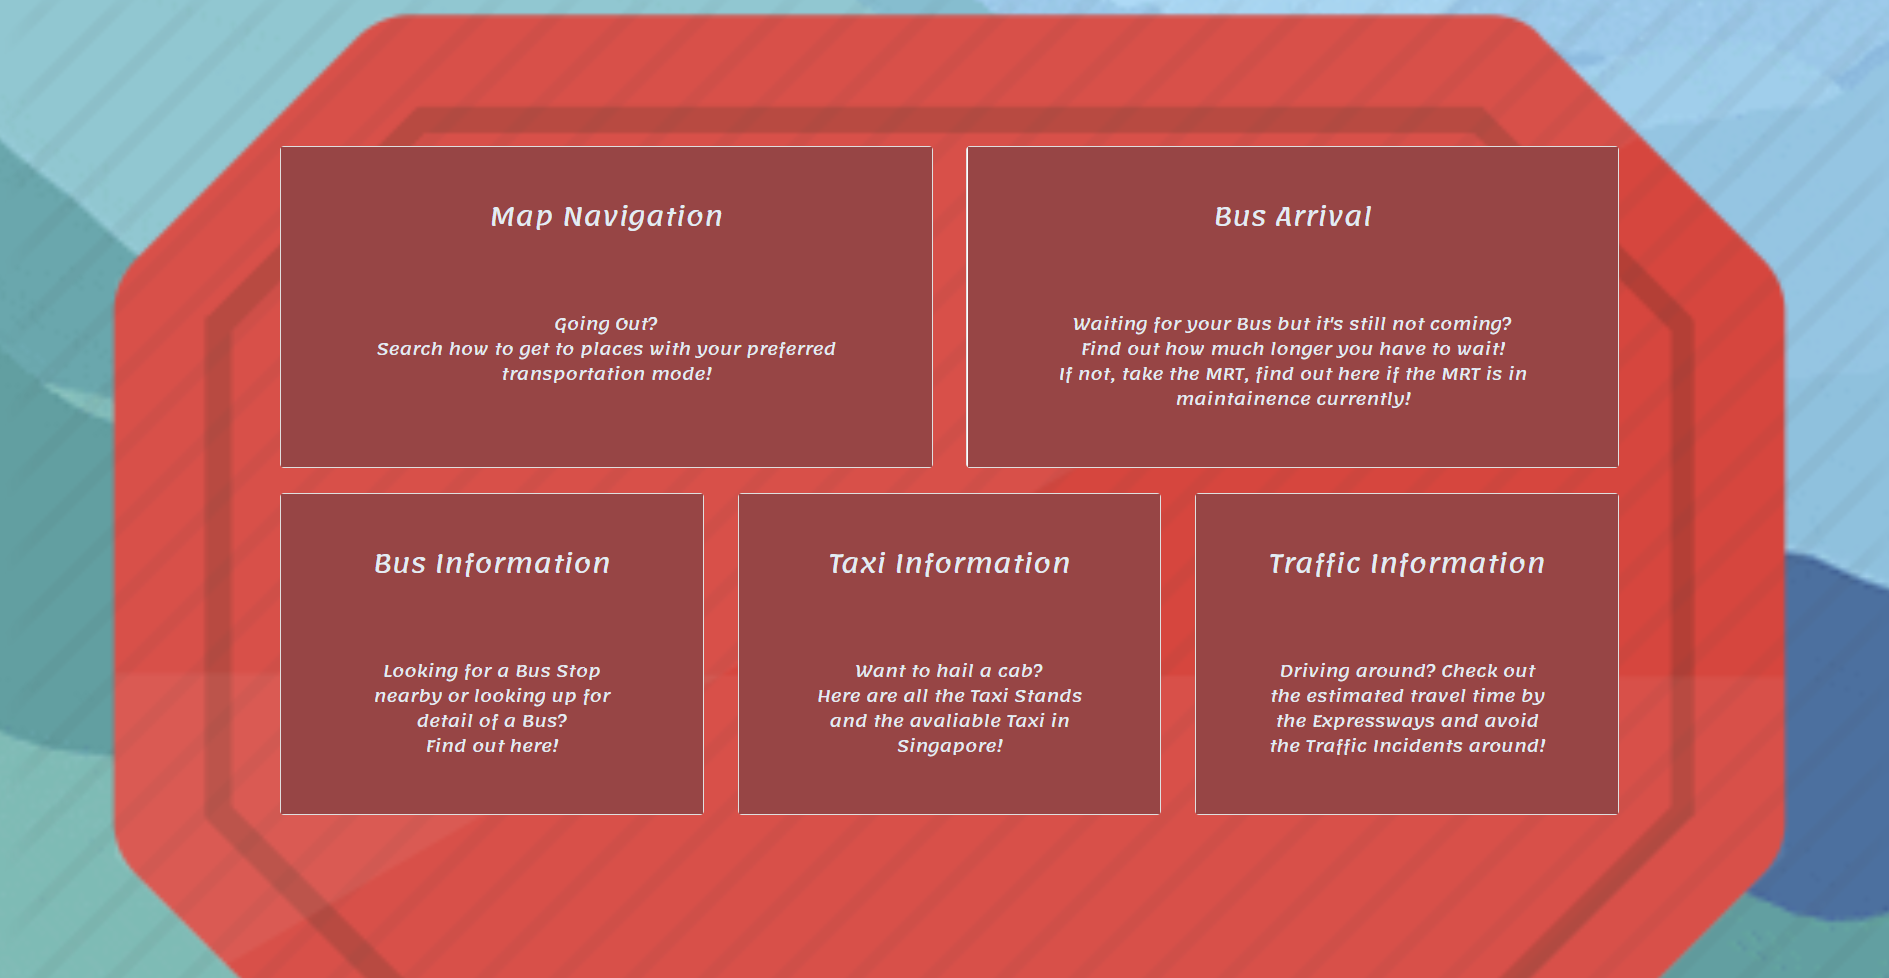 Map Navigation
Going Out?
Search how to get to places with your preferred
transportation mode!
Bus Arrival
Waiting for your Bus but it's still not coming?
Find out how much longer you have to wait!
If not, take the MRT, find out here if the MRT is in
maintainence currently!
Bus Information
Looking for a Bus Stop
nearby or looking up for
detail of a Bus?
Find out here!
Taxi Information
Want to hail a cab?
Here are all the Taxi Stands
and the avaliable Taxi in
Singapore!
Traffic Information
Driving around? Check out
the estimated travel time by
the Expressways and avoid
the Traffic Incidents around!